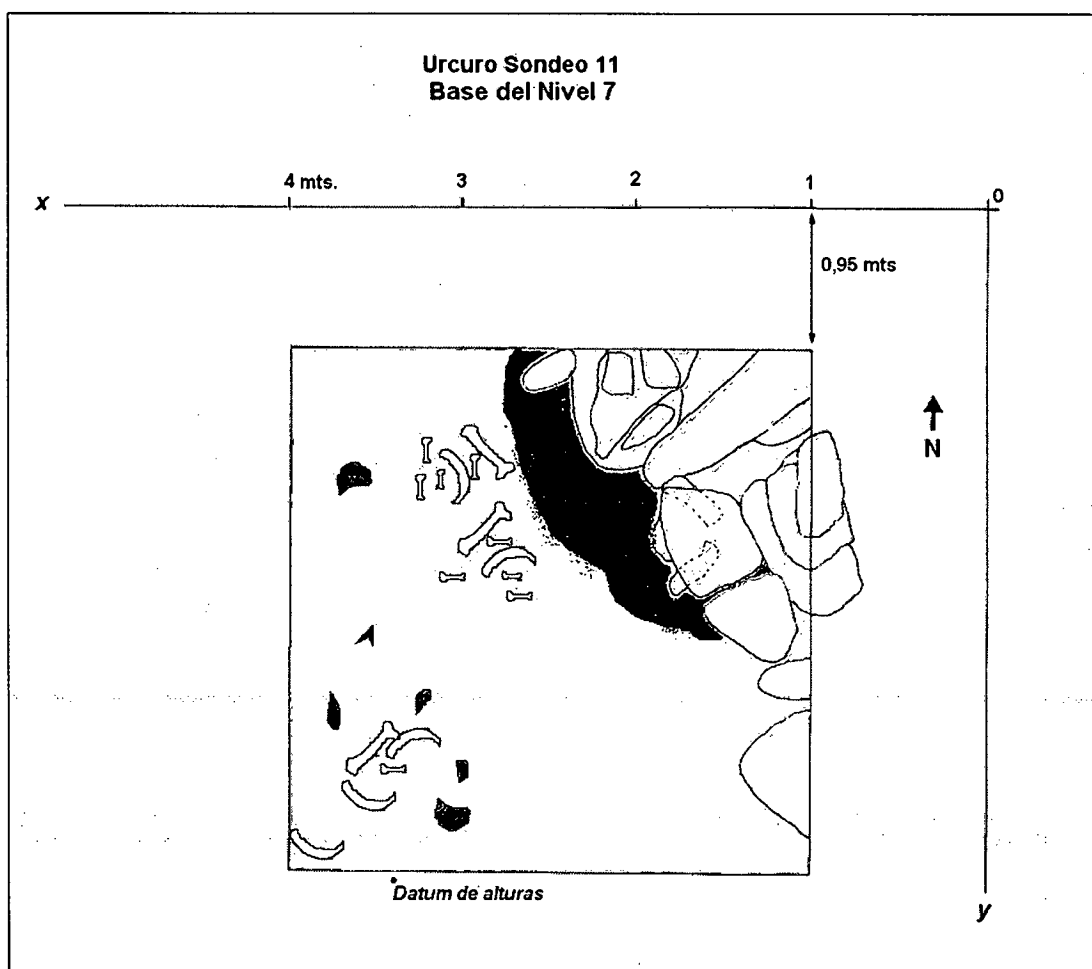 Urcuro Sondeo 11
Base del Nivel 7
x 4 mts. 3 2 1 0
0,95 mts
N
Datum de alturas
y